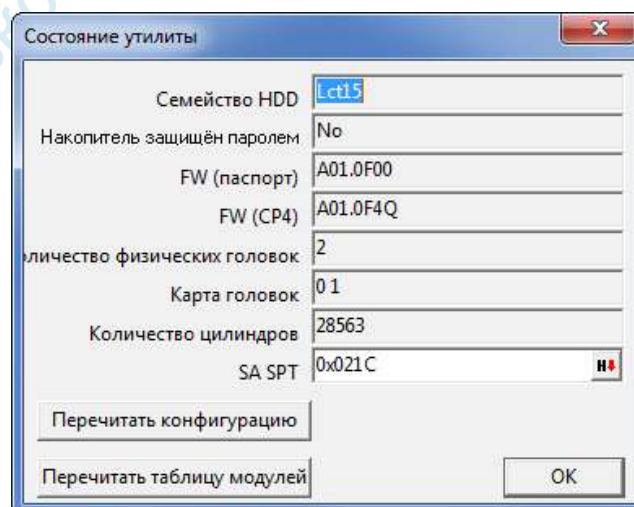 Состояние утилиты
Семейство HDD Lct15
Накопитель защищён паролем No
FW (паспорт) A01.0F00
FW (CP4) A01.0F4Q
оличество физических головок 2
Карта головок 0 1
Количество цилиндров 28563
SA SPT 0x021C H
Перечитать конфигурацию
Перечитать таблицу модулей OK